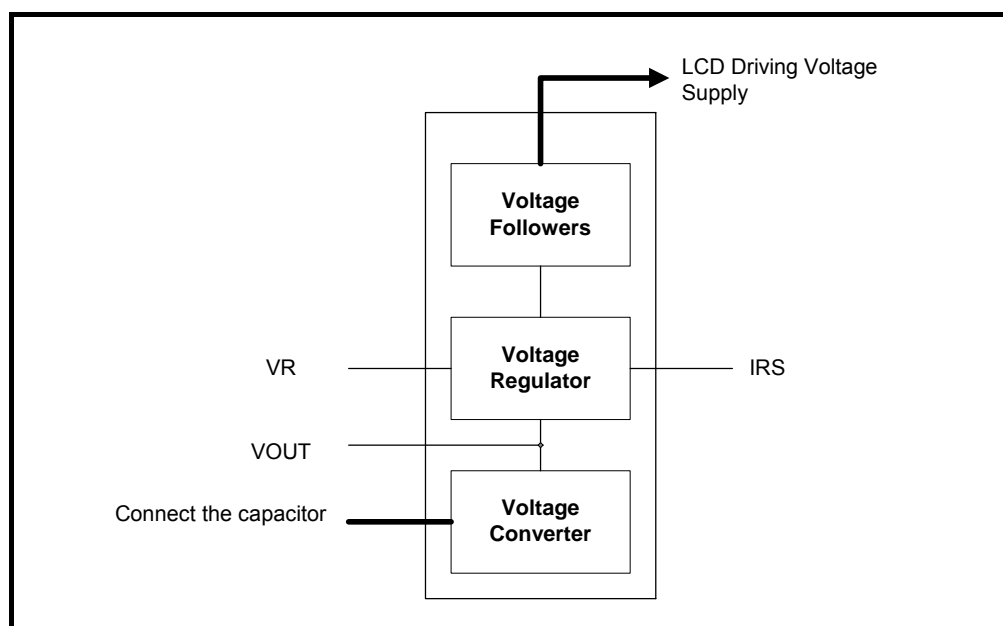 LCD Driving Voltage
Supply
Voltage
Followers
VR
Voltage
Regulator
IRS
VOUT
Connect the capacitor
Voltage
Converter